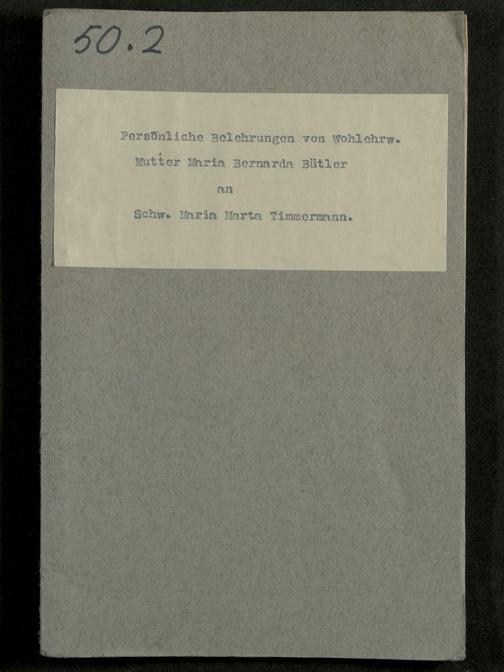 50.2
Persönliche Belehrungen von Wohlehrw.
Mutter Maria Bernarda Bütler
an
Schw. Maria Marta Timmermann.